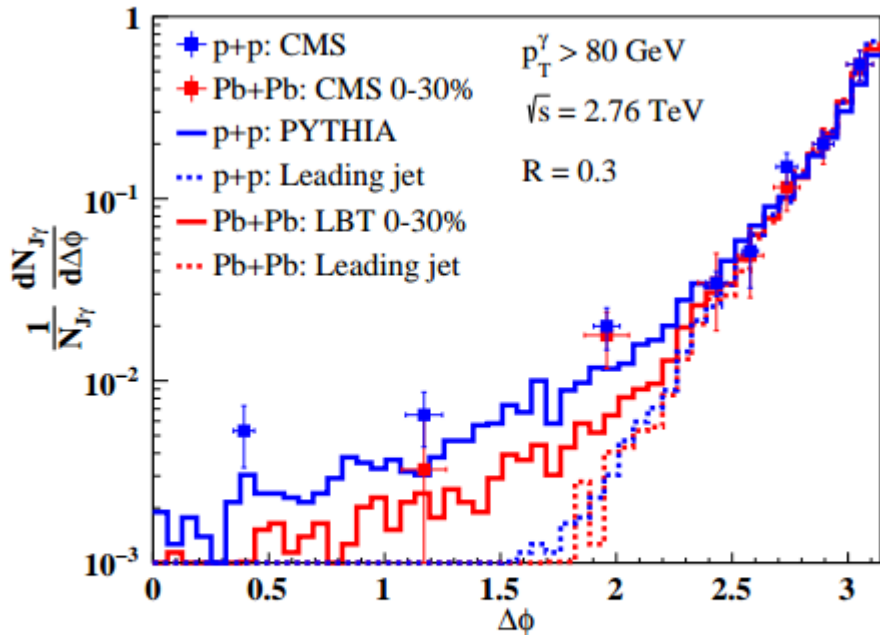 1
10⁻¹
10⁻²
10⁻³
1/N_Jγ dN_Jγ/dΔϕ
p+p: CMS
Pb+Pb: CMS 0-30%
p+p: PYTHIA
p+p: Leading jet
Pb+Pb: LBT 0-30%
Pb+Pb: Leading jet
p_T^γ > 80 GeV
√s = 2.76 TeV
R = 0.3
0 0.5 1 1.5 2 2.5 3
Δϕ